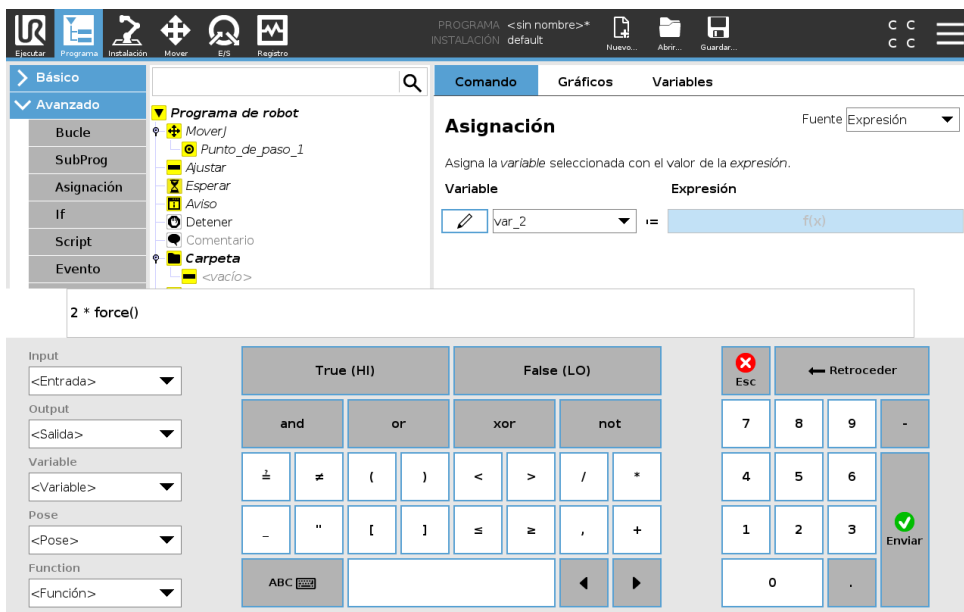 UR
Ejecutar Programa Instalación Mover E/S Registro
PROGRAMA <sin nombre>*
INSTALACIÓN default
Nuevo... Abrir... Guardar...
C C
C C
Básico
Avanzado
Bucle
SubProg
Asignación
If
Script
Evento
Programa de robot
MoverJ
Punto_de_paso_1
Ajustar
Esperar
Aviso
Detener
Comentario
Carpeta
<vacío>
Comando Gráficos Variables
Asignación
Fuente Expresión
Asigna la variable seleccionada con el valor de la expresión.
Variable Expresión
var_2 := f(x)
2 * force()
Input
<Entrada>
Output
<Salida>
Variable
<Variable>
Pose
<Pose>
Function
<Función>
True (HI) False (LO)
and or xor not
≟ ≠ ( ) < > / *
_ " [ ] ≤ ≥ , +
ABC
Esc Retroceder
7 8 9 -
4 5 6
1 2 3 Enviar
0 .